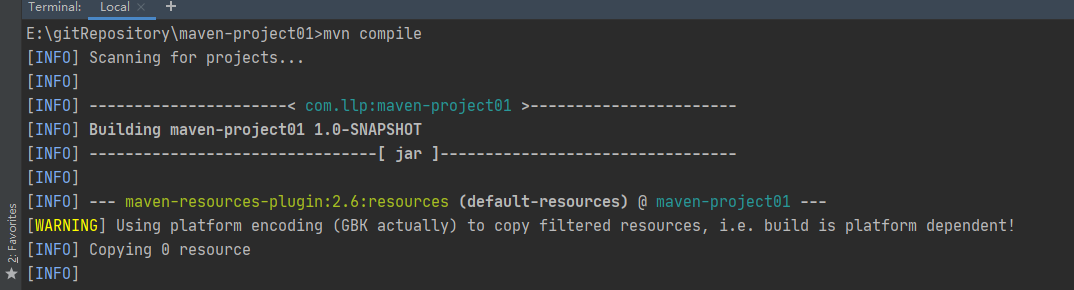 Terminal: Local × +
E:\gitRepository\maven-project01>mvn compile
[INFO] Scanning for projects...
[INFO]
[INFO] ----------------------< com.llp:maven-project01 >-----------------------
[INFO] Building maven-project01 1.0-SNAPSHOT
[INFO] --------------------------------[ jar ]---------------------------------
[INFO]
[INFO] --- maven-resources-plugin:2.6:resources (default-resources) @ maven-project01 ---
[WARNING] Using platform encoding (GBK actually) to copy filtered resources, i.e. build is platform dependent!
[INFO] Copying 0 resource
[INFO]
2: Favorites